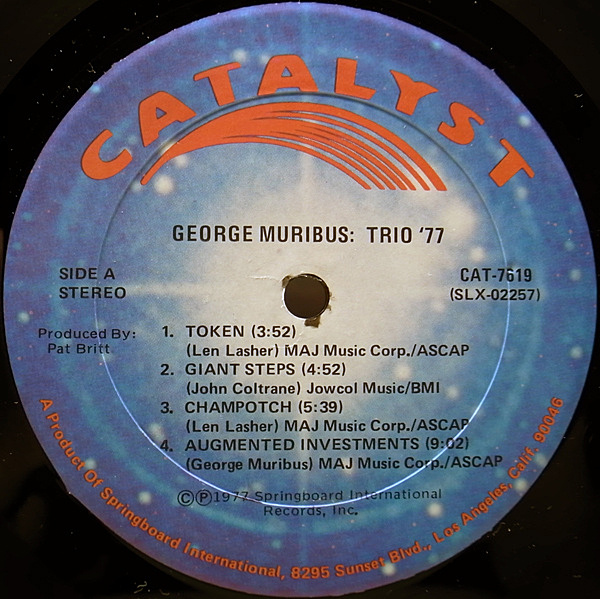 CATALYST
GEORGE MURIBUS: TRIO '77
SIDE A
STEREO
CAT-7619
(SLX-02257)
Produced By:
Pat Britt
1. TOKEN (3:52)
(Len Lasher) MAJ Music Corp./ASCAP
2. GIANT STEPS (4:52)
(John Coltrane) Jowcol Music/BMI
3. CHAMPOTCH (5:39)
(Len Lasher) MAJ Music Corp./ASCAP
4. AUGMENTED INVESTMENTS (9:02)
(George Muribus) MAJ Music Corp./ASCAP
©℗1977 Springboard International
Records, Inc.
A Product Of Springboard International, 8295 Sunset Blvd., Los Angeles, Calif. 90046